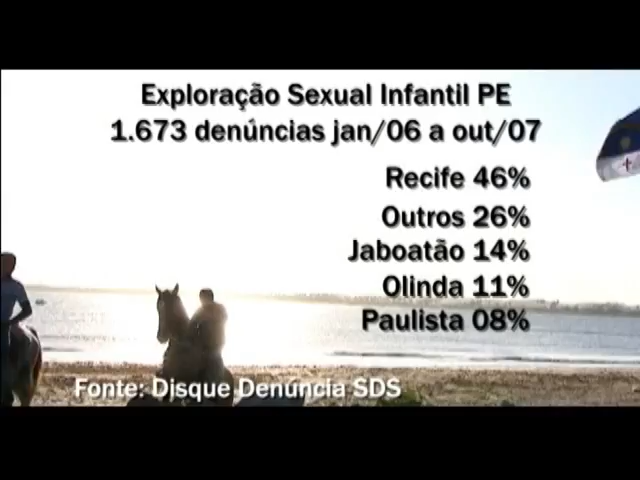 Exploração Sexual Infantil PE
1.673 denúncias jan/06 a out/07
Recife 46%
Outros 26%
Jaboatão 14%
Olinda 11%
Paulista 08%
Fonte: Disque Denúncia SDS